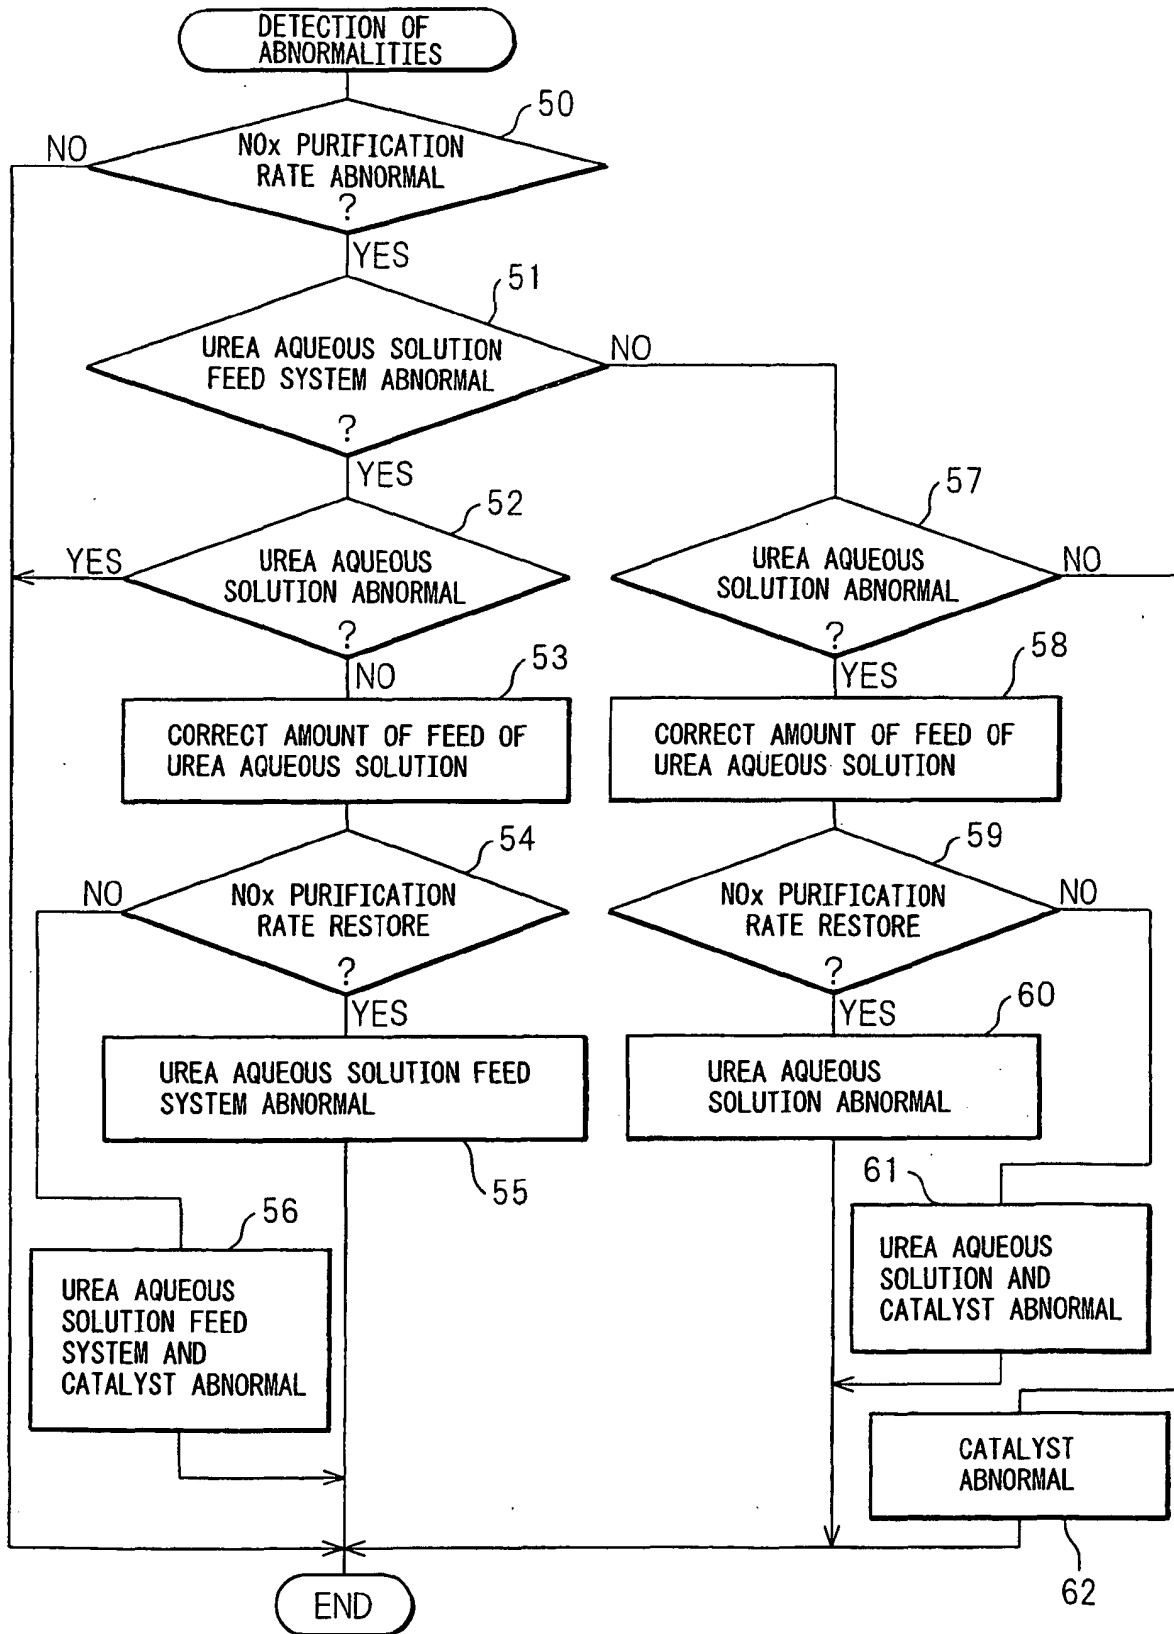 DETECTION OF
ABNORMALITIES
50
NO
NOx PURIFICATION
RATE ABNORMAL
?
YES
51
UREA AQUEOUS SOLUTION
FEED SYSTEM ABNORMAL
?
NO
YES
52
YES
UREA AQUEOUS
SOLUTION ABNORMAL
?
NO
57
UREA AQUEOUS
SOLUTION ABNORMAL
?
NO
YES
53
CORRECT AMOUNT OF FEED OF
UREA AQUEOUS SOLUTION
58
CORRECT AMOUNT OF FEED OF
UREA AQUEOUS SOLUTION
54
NO
NOx PURIFICATION
RATE RESTORE
?
YES
59
NOx PURIFICATION
RATE RESTORE
?
NO
YES
UREA AQUEOUS SOLUTION FEED
SYSTEM ABNORMAL
55
60
UREA AQUEOUS
SOLUTION ABNORMAL
56
UREA AQUEOUS
SOLUTION FEED
SYSTEM AND
CATALYST ABNORMAL
61
UREA AQUEOUS
SOLUTION AND
CATALYST ABNORMAL
CATALYST
ABNORMAL
62
END